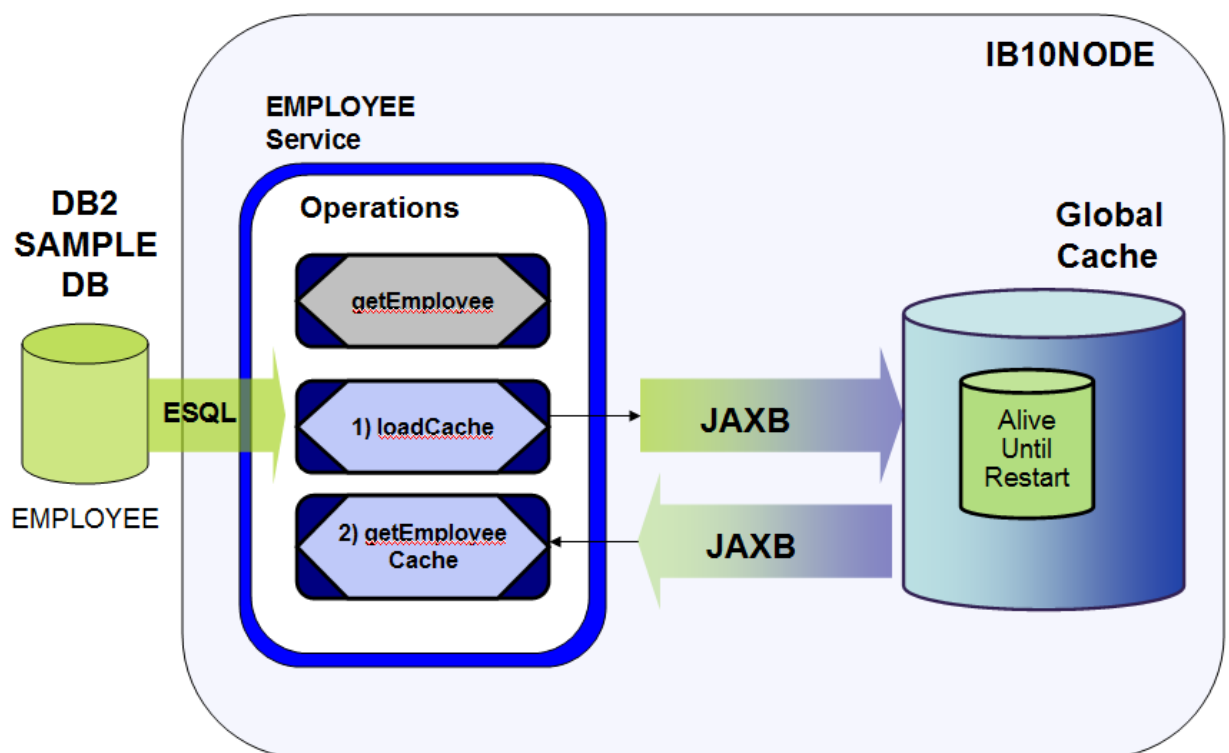 IB10NODE
EMPLOYEE
Service
DB2
SAMPLE
DB
Operations
getEmployee
ESQL
1) loadCache
2) getEmployee
Cache
EMPLOYEE
JAXB
JAXB
Global
Cache
Alive
Until
Restart